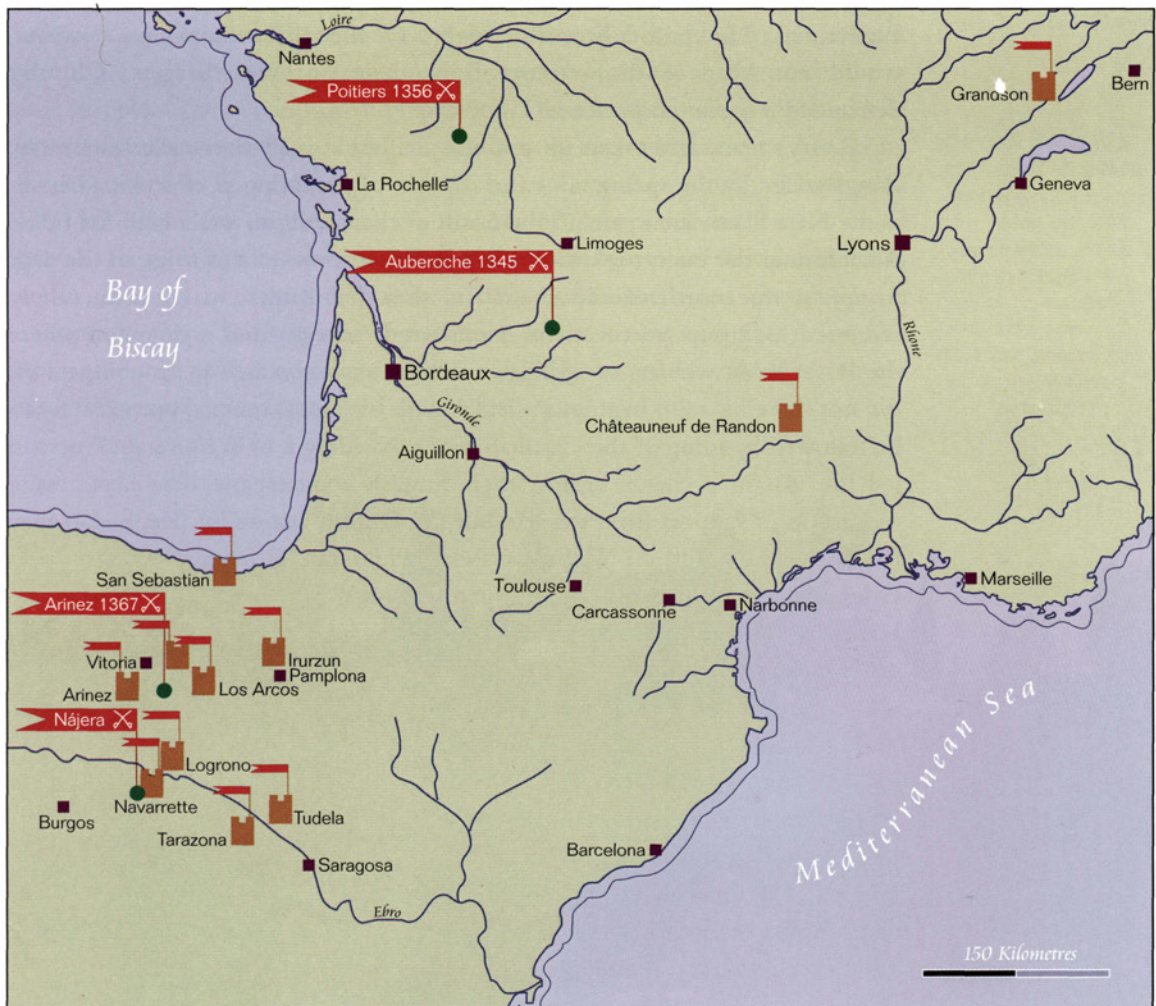 Loire
Nantes
Poitiers 1356
Grandson
Bern
La Rochelle
Geneva
Limoges
Lyons
Auberoche 1345
Bay of
Biscay
Rhone
Bordeaux
Gironde
Châteauneuf de Randon
Aiguillon
San Sebastian
Toulouse
Marseille
Carcassonne
Narbonne
Arinez 1367
Irurzun
Vitoria
Pamplona
Arinez
Los Arcos
Nájera
Logrono
Navarrette
Tudela
Burgos
Tarazona
Barcelona
Saragosa
Ebro
Mediterranean Sea
150 Kilometres